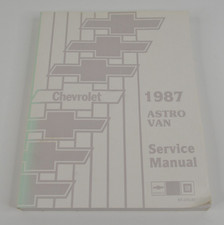 Chevrolet
1987
ASTRO
VAN
Service
Manual